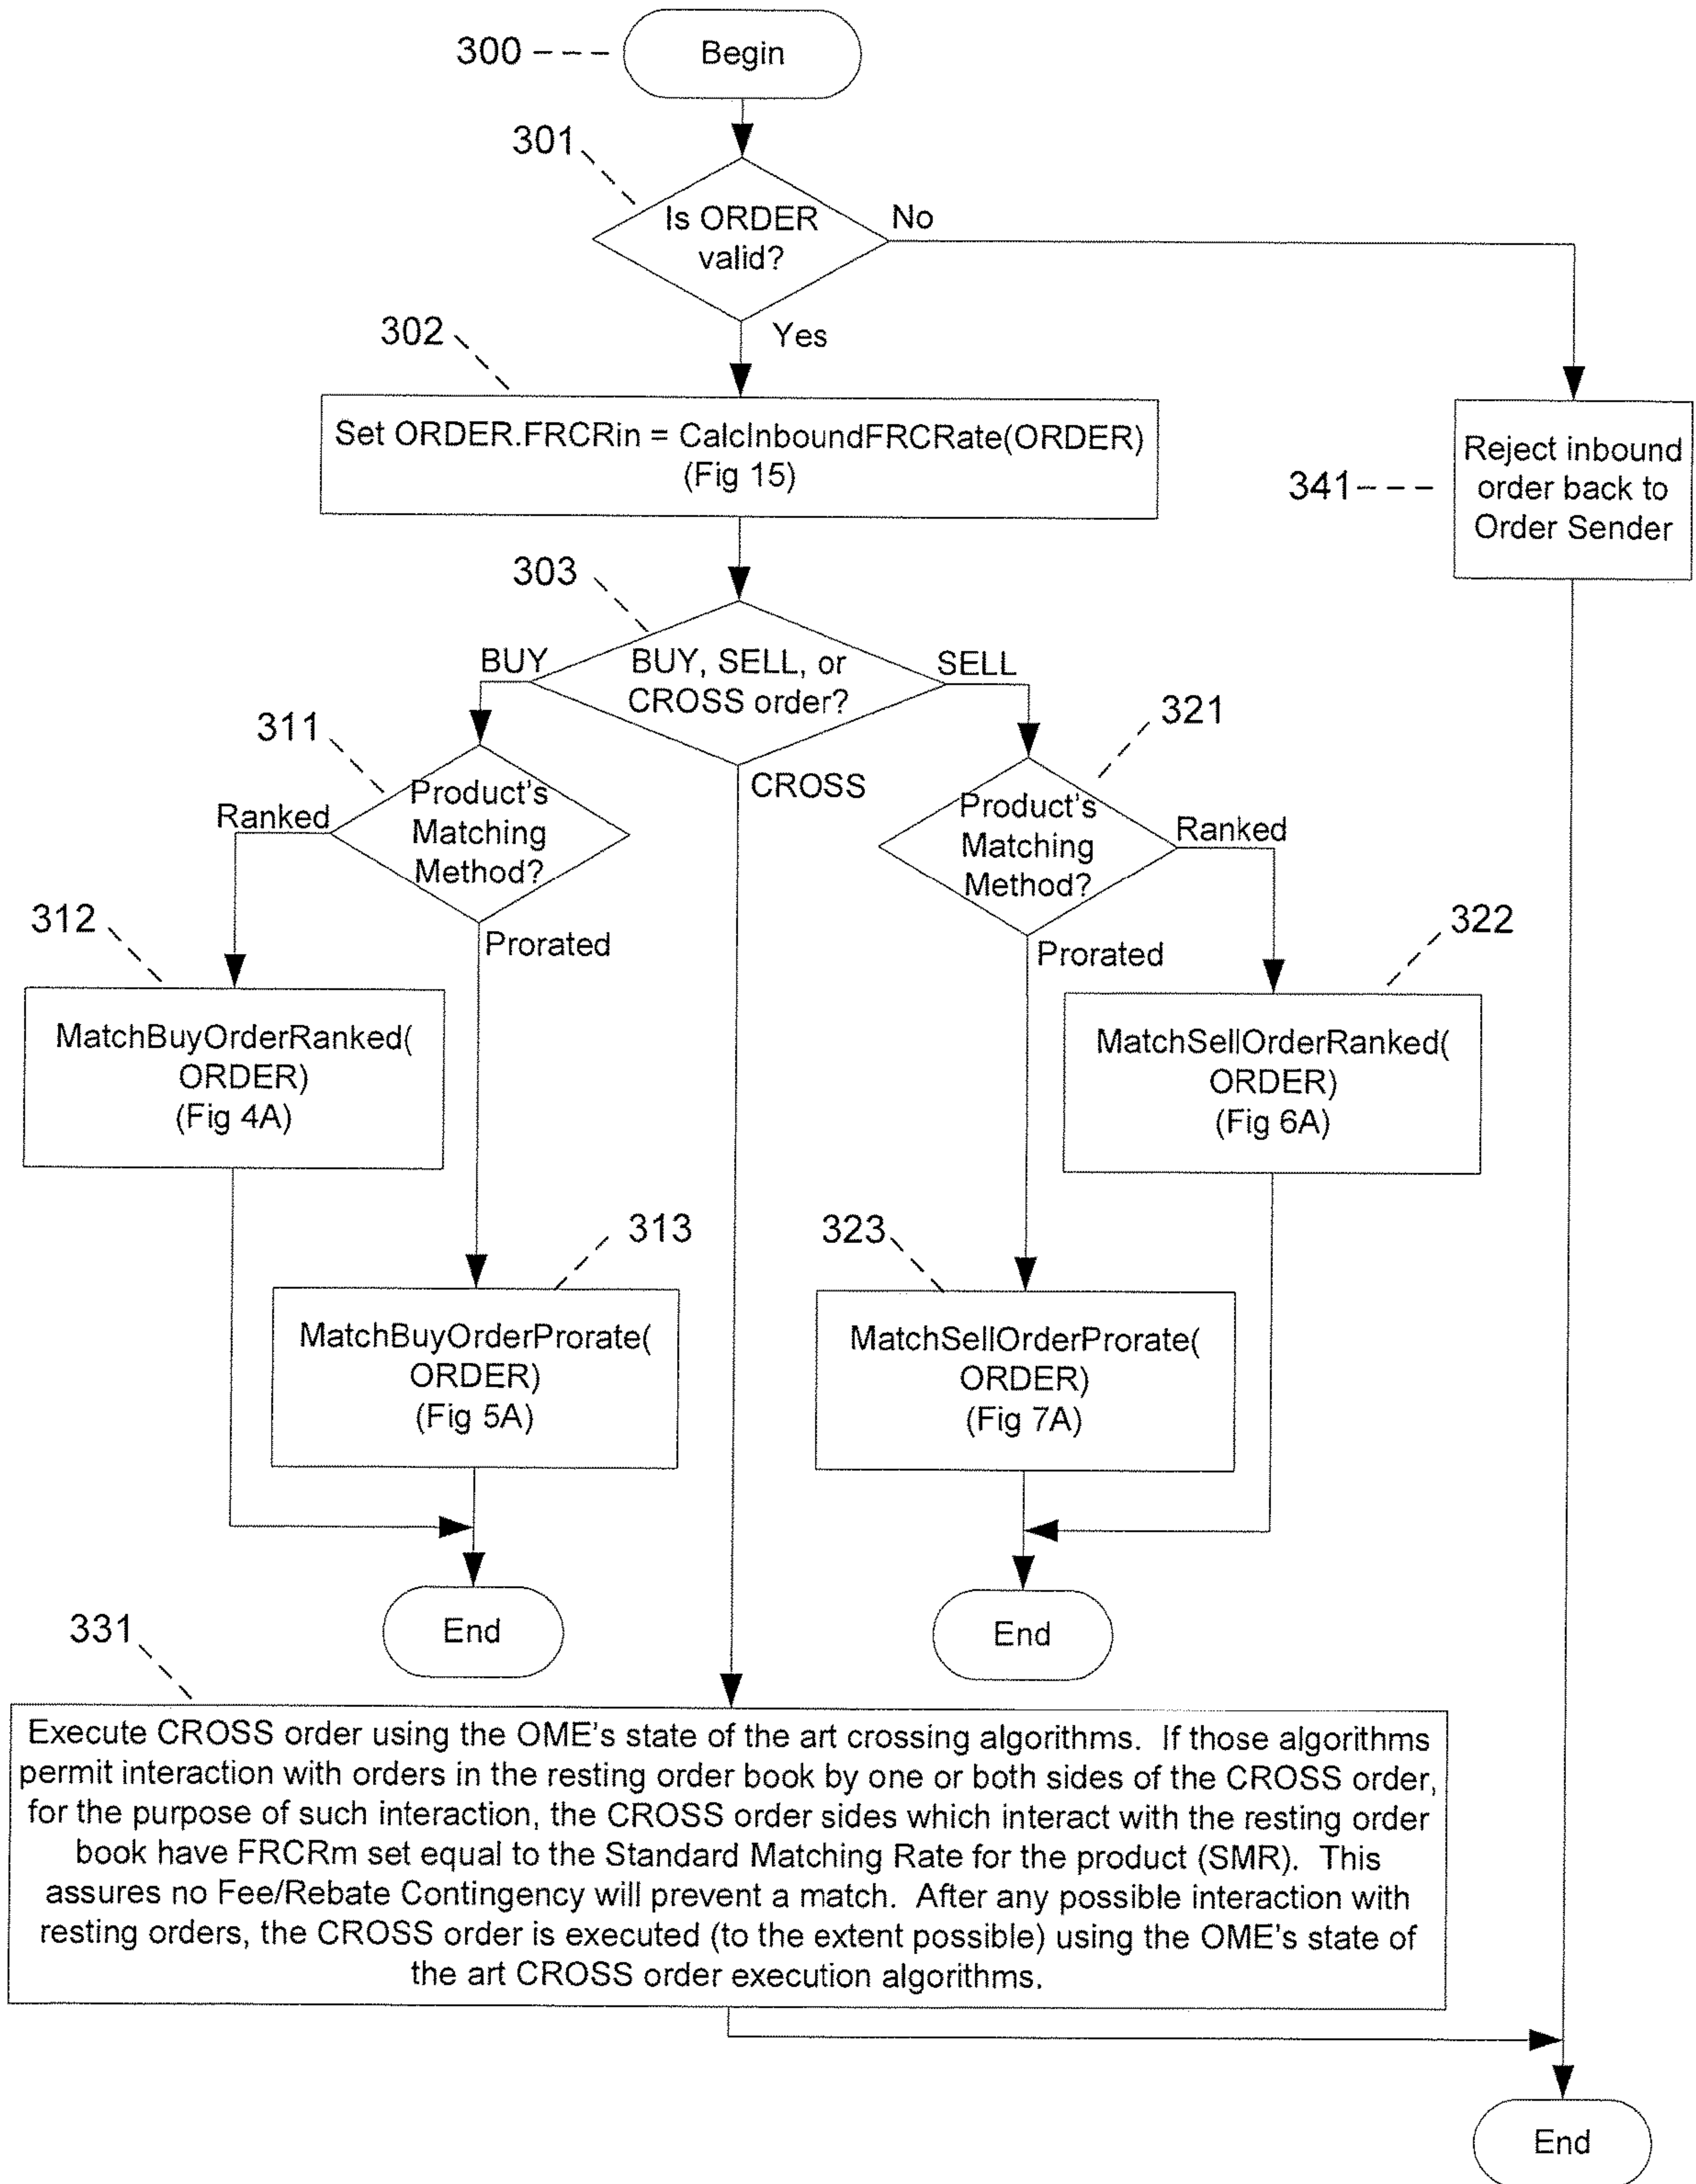 300
Begin
301
Is ORDER
valid?
No
Yes
302
Set ORDER.FRCRin = CalcInboundFRCRate(ORDER)
(Fig 15)
341
Reject inbound
order back to
Order Sender
303
BUY
BUY, SELL, or
CROSS order?
SELL
CROSS
311
Product's
Matching
Method?
Ranked
Prorated
321
Product's
Matching
Method?
Ranked
Prorated
312
MatchBuyOrderRanked(
ORDER)
(Fig 4A)
322
MatchSellOrderRanked(
ORDER)
(Fig 6A)
313
MatchBuyOrderProrate(
ORDER)
(Fig 5A)
323
MatchSellOrderProrate(
ORDER)
(Fig 7A)
End
End
331
Execute CROSS order using the OME's state of the art crossing algorithms. If those algorithms
permit interaction with orders in the resting order book by one or both sides of the CROSS order,
for the purpose of such interaction, the CROSS order sides which interact with the resting order
book have FRCRm set equal to the Standard Matching Rate for the product (SMR). This
assures no Fee/Rebate Contingency will prevent a match. After any possible interaction with
resting orders, the CROSS order is executed (to the extent possible) using the OME's state of
the art CROSS order execution algorithms.
End